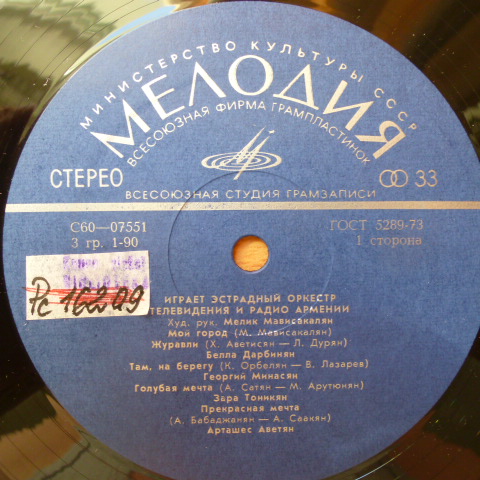 МИНИСТЕРСТВО КУЛЬТУРЫ СССР
МЕЛОДИЯ
ВСЕСОЮЗНАЯ ФИРМА ГРАМПЛАСТИНОК
СТЕРЕО 33
ВСЕСОЮЗНАЯ СТУДИЯ ГРАМЗАПИСИ
С60—07551 ГОСТ 5289-73
3 гр. 1-90 1 сторона
Рс 162.09
ИГРАЕТ ЭСТРАДНЫЙ ОРКЕСТР
ТЕЛЕВИДЕНИЯ И РАДИО АРМЕНИИ
Худ. рук. Мелик Мависакалян
Мой город (М. Мависакалян)
Журавли (Х. Аветисян — Л. Дурян)
Белла Дарбинян
Там, на берегу (К. Орбелян — В. Лазарев)
Георгий Минасян
Голубая мечта (А. Сатян — М. Арутюнян)
Зара Тоникян
Прекрасная мечта
(А. Бабаджанян — А. Саакян)
Арташес Аветян